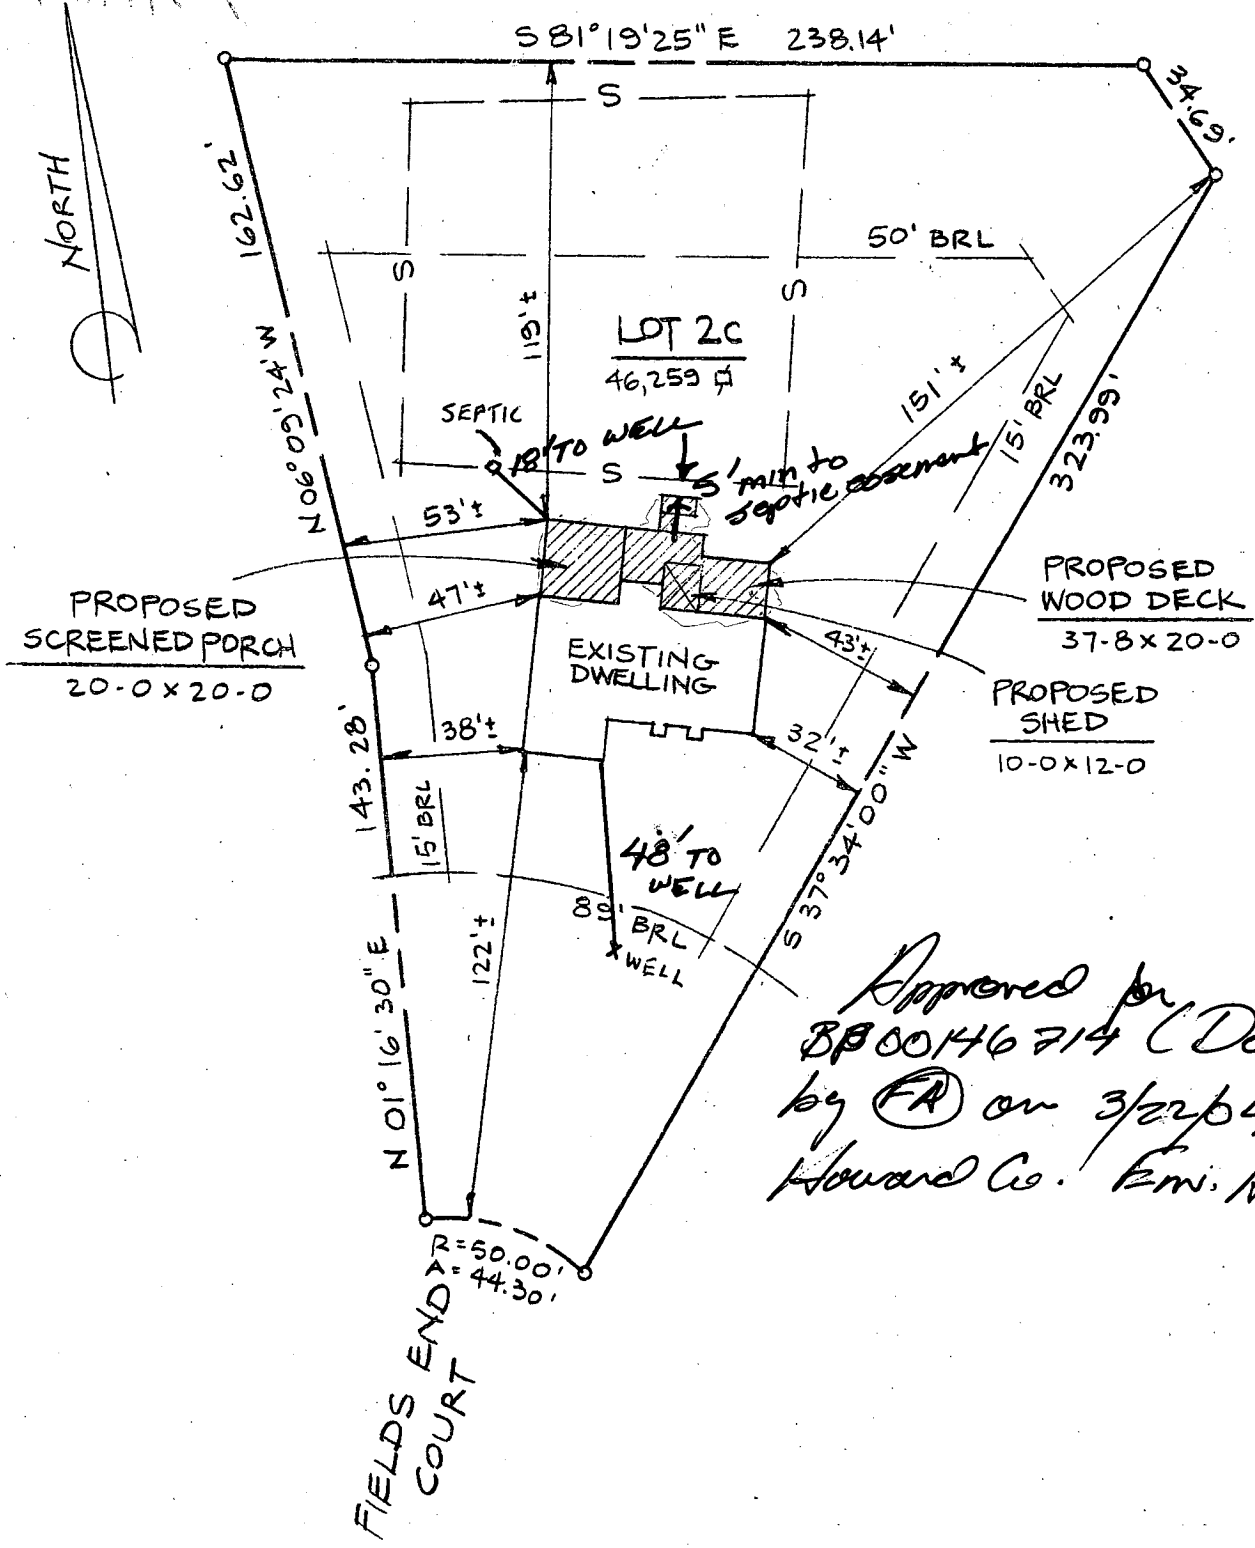 S 81° 19' 25" E 238.14'
34.69'
NORTH
162.62'
S
50' BRL
S
S
119'±
LOT 2C
46,259
151'±
15' BRL
323.99'
N 06° 09' 24" W
SEPTIC
18' TO WELL
S
5' min to
septic easement
53'±
PROPOSED
SCREENED PORCH
20-0 x 20-0
47'±
PROPOSED
WOOD DECK
37-8 x 20-0
EXISTING
DWELLING
43'±
PROPOSED
SHED
10-0 x 12-0
38'±
32'±
143.28'
15' BRL
S 37° 34' 00" W
48' TO
WELL
BRL
WELL
122'±
N 01° 16' 30" E
Approved for
BB00146714
by FA on 3/22/04
Howard Co.
R=50.00'
A=44.30'
FIELDS END
COURT